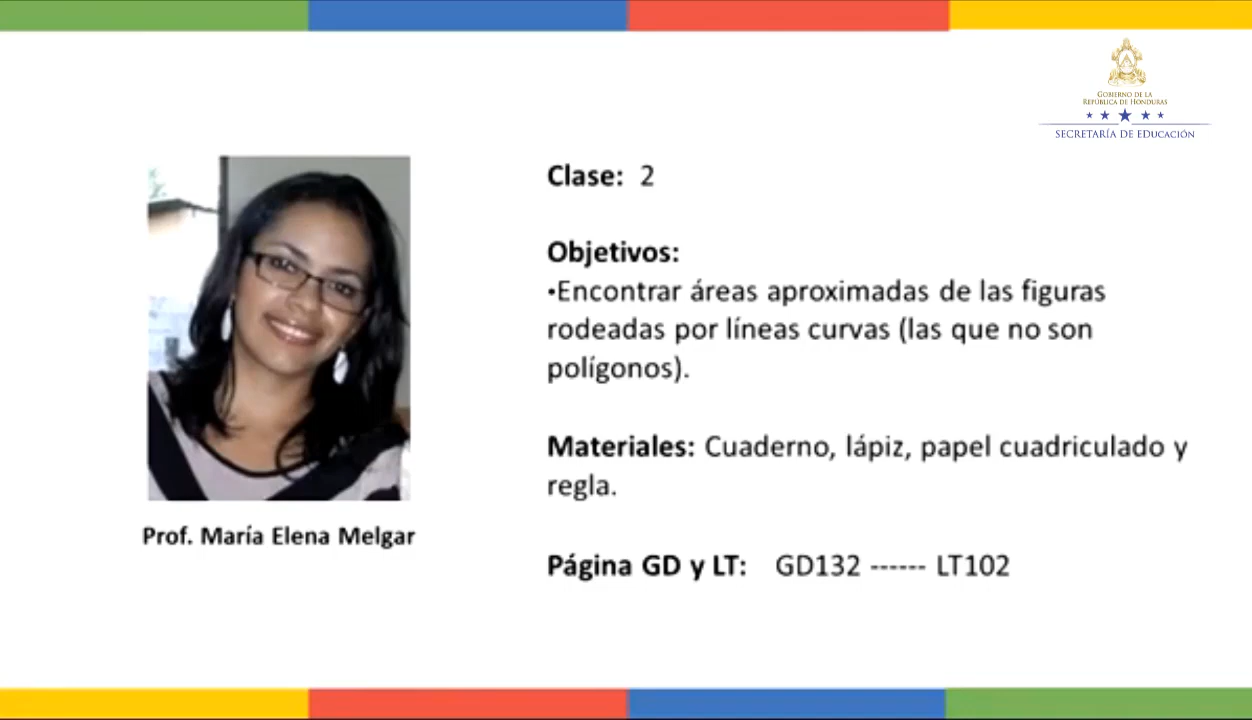 GOBIERNO DE LA
REPÚBLICA DE HONDURAS
SECRETARÍA DE EDUCACIÓN
Clase: 2
Objetivos:
•Encontrar áreas aproximadas de las figuras
rodeadas por líneas curvas (las que no son
polígonos).
Materiales: Cuaderno, lápiz, papel cuadriculado y
regla.
Prof. María Elena Melgar
Página GD y LT: GD132 ------ LT102